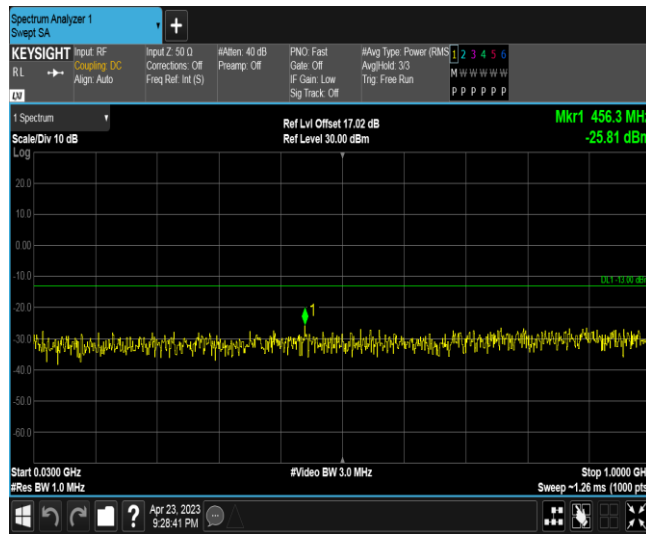 Spectrum Analyzer 1
Swept SA
+
KEYSIGHT
RL
LXI
Input: RF
Coupling: DC
Align: Auto
Input Z: 50 Ω
Corrections: Off
Freq Ref: Int (S)
#Atten: 40 dB
Preamp: Off
PNO: Fast
Gate: Off
IF Gain: Low
Sig Track: Off
#Avg Type: Power (RMS
Avg|Hold: 3/3
Trig: Free Run
1 2 3 4 5 6
M W W W W W
P P P P P P
1 Spectrum
Scale/Div 10 dB
Log
Ref Lvl Offset 17.02 dB
Ref Level 30.00 dBm
Mkr1 456.3 MHz
-25.81 dBm
20.0
10.0
0.00
-10.0
DL1 -13.00 dBm
-20.0
1
-30.0
-40.0
-50.0
-60.0
Start 0.0300 GHz
#Video BW 3.0 MHz
Stop 1.0000 GH
#Res BW 1.0 MHz
Sweep ~1.26 ms (1000 pts
?
Apr 23, 2023
9:28:41 PM